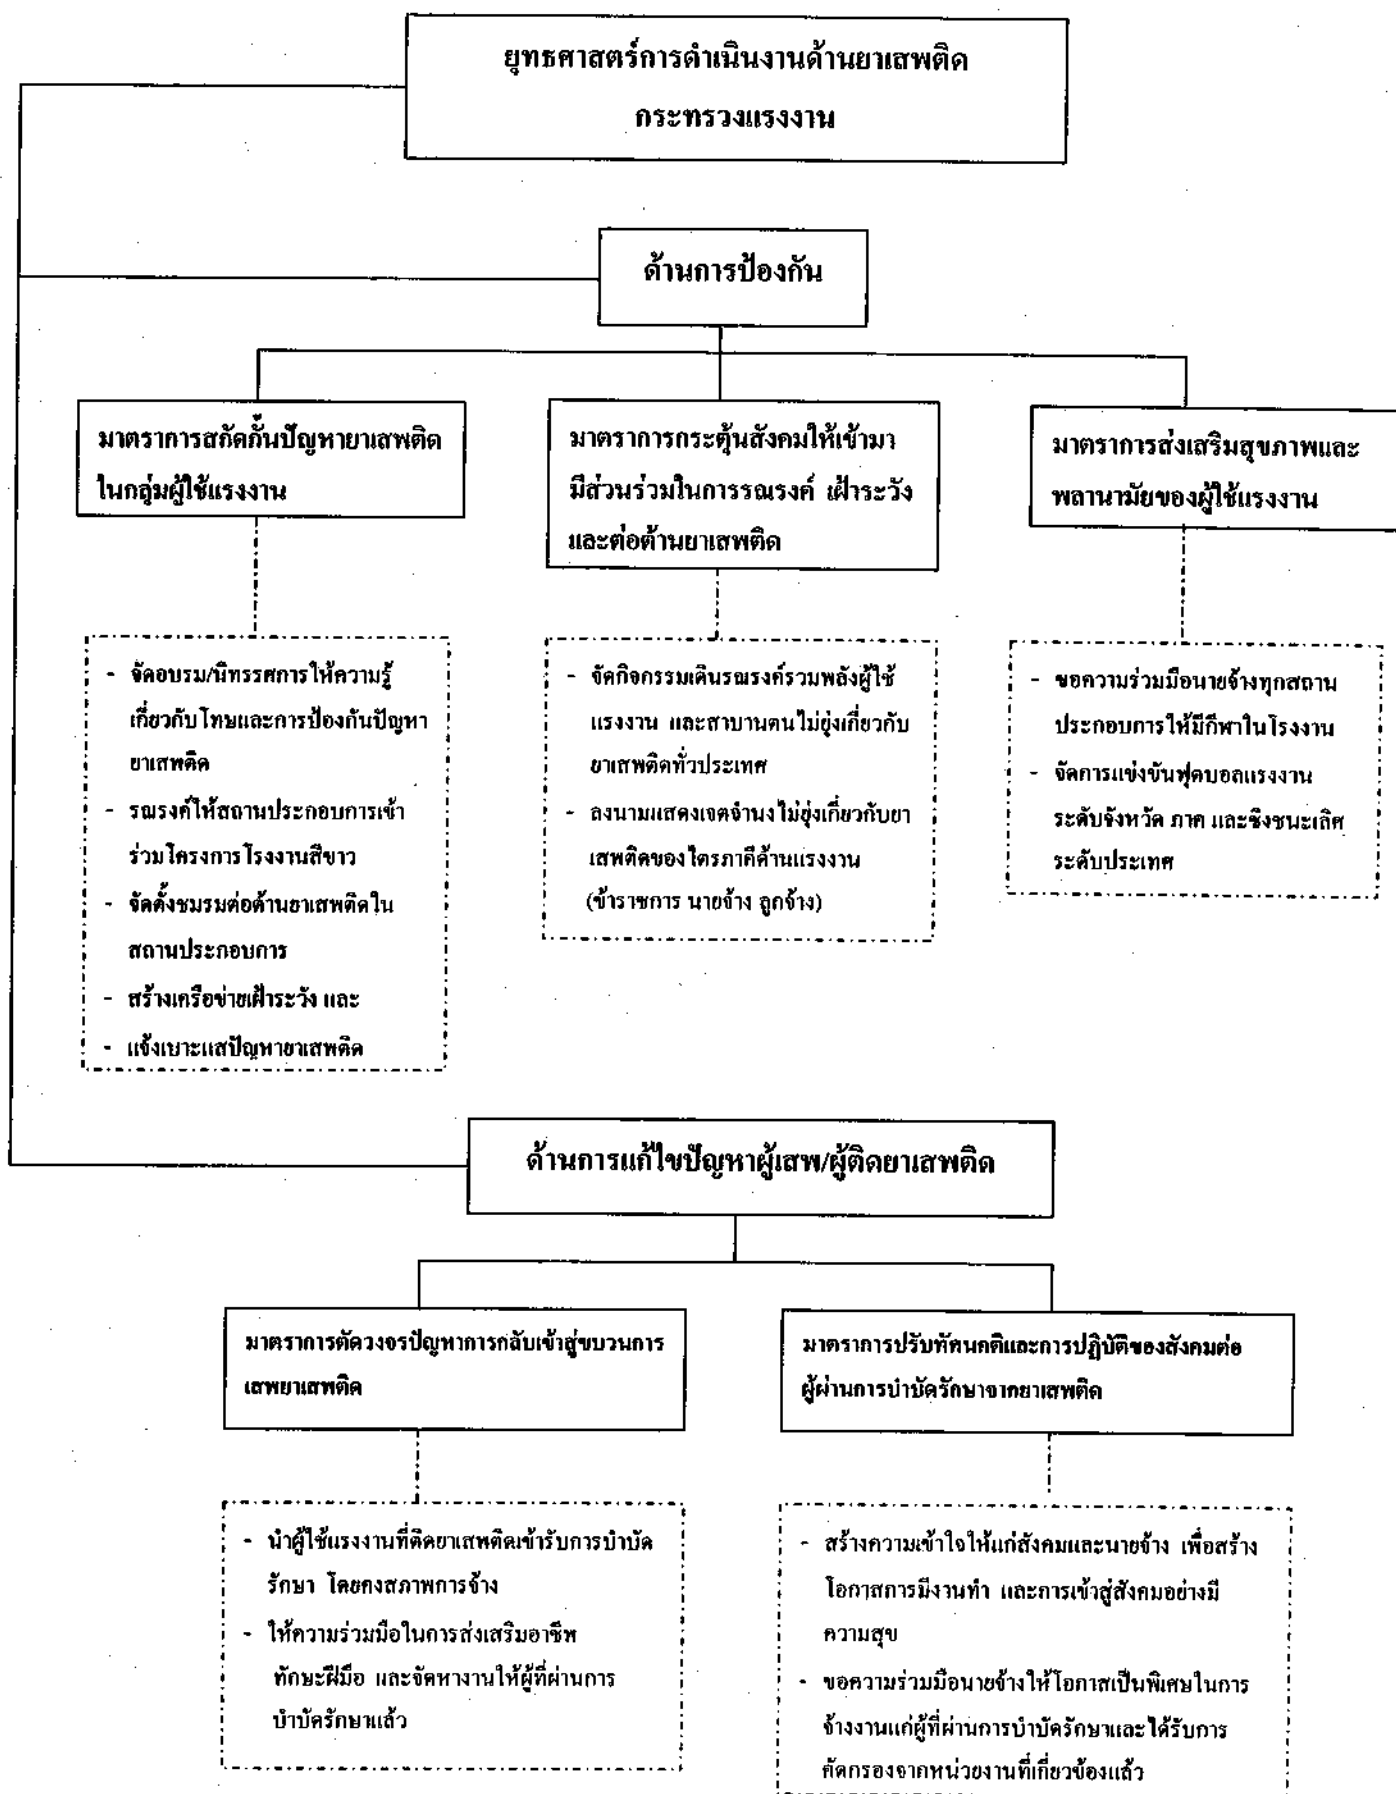 ยุทธศาสตร์การดำเนินงานด้านยาเสพติด
กระทรวงแรงงาน
ด้านการป้องกัน
มาตราการสกัดกั้นปัญหายาเสพติด
ในกลุ่มผู้ใช้แรงงาน
มาตราการกระตุ้นสังคมให้เข้ามา
มีส่วนร่วมในการรณรงค์ เฝ้าระวัง
และต่อต้านยาเสพติด
มาตราการส่งเสริมสุขภาพและ
พลานามัยของผู้ใช้แรงงาน
- จัดอบรม/นิทรรศการให้ความรู้
เกี่ยวกับโทษและการป้องกันปัญหา
ยาเสพติด
- รณรงค์ให้สถานประกอบการเข้า
ร่วมโครงการโรงงานสีขาว
- จัดตั้งชมรมต่อต้านยาเสพติดใน
สถานประกอบการ
- สร้างเครือข่ายเฝ้าระวัง และ
- แจ้งเบาะแสปัญหายาเสพติด
- จัดกิจกรรมเดินรณรงค์รวมพลังผู้ใช้
แรงงาน และสาบานตนไม่ยุ่งเกี่ยวกับ
ยาเสพติดทั่วประเทศ
- ลงนามแสดงเจตจำนงไม่ยุ่งเกี่ยวกับยา
เสพติดของไตรภาคีด้านแรงงาน
(ข้าราชการ นายจ้าง ลูกจ้าง)
- ขอความร่วมมือนายจ้างทุกสถาน
ประกอบการให้มีกีฬาในโรงงาน
- จัดการแข่งขันฟุตบอลแรงงาน
ระดับจังหวัด ภาค และชิงชนะเลิศ
ระดับประเทศ
ด้านการแก้ไขปัญหาผู้เสพ/ผู้ติดยาเสพติด
มาตราการตัดวงจรปัญหาการกลับเข้าสู่ขบวนการ
เสพยาเสพติด
มาตราการปรับทัศนกติและการปฏิบัติของสังคมต่อ
ผู้ผ่านการบำบัดรักษาจากยาเสพติด
- นำผู้ใช้แรงงานที่ติดยาเสพติดเข้ารับการบำบัด
รักษา โดยคงสภาพการจ้าง
- ให้ความร่วมมือในการส่งเสริมอาชีพ
ทักษะฝีมือ และจัดหางานให้ผู้ที่ผ่านการ
บำบัดรักษาแล้ว
- สร้างความเข้าใจให้แก่สังคมและนายจ้าง เพื่อสร้าง
โอกาสการมีงานทำ และการเข้าสู่สังคมอย่างมี
ความสุข
- ขอความร่วมมือนายจ้างให้โอกาสเป็นพิเศษในการ
จ้างงานแก่ผู้ที่ผ่านการบำบัดรักษาและได้รับการ
คัดกรองจากหน่วยงานที่เกี่ยวข้องแล้ว